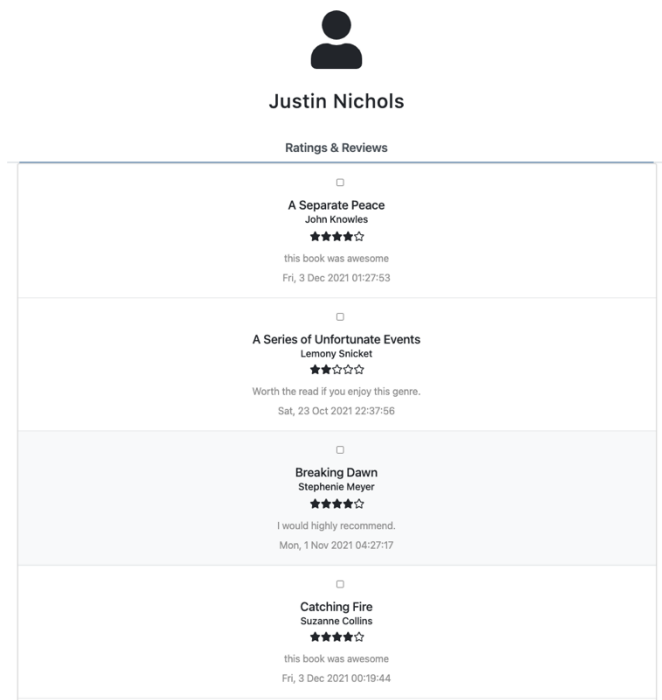 Justin Nichols
Ratings & Reviews
A Separate Peace
John Knowles
this book was awesome
Fri, 3 Dec 2021 01:27:53
A Series of Unfortunate Events
Lemony Snicket
Worth the read if you enjoy this genre.
Sat, 23 Oct 2021 22:37:56
Breaking Dawn
Stephenie Meyer
I would highly recommend.
Mon, 1 Nov 2021 04:27:17
Catching Fire
Suzanne Collins
this book was awesome
Fri, 3 Dec 2021 00:19:44